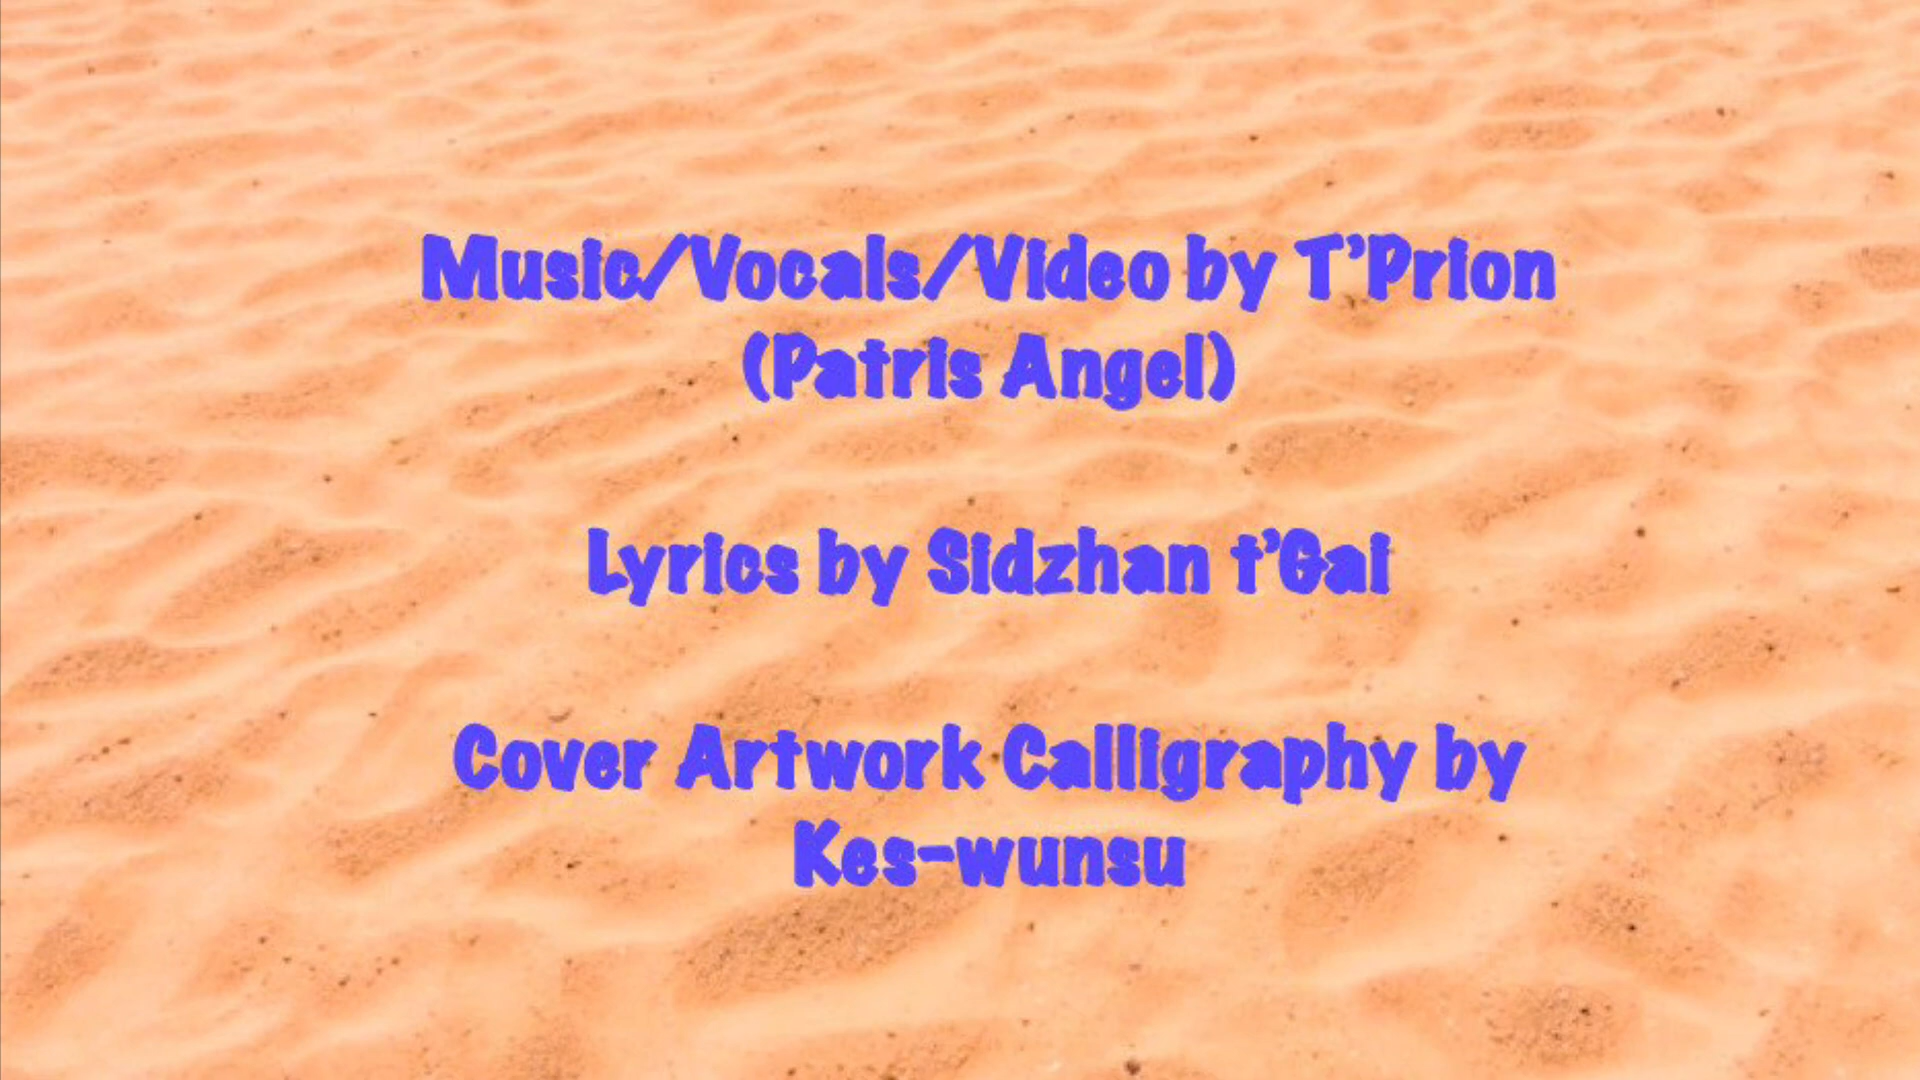 Music/Vocals/Video by T'Prion
(Patris Angel)
Lyrics by Sidzhan t'Gai
Cover Artwork Calligraphy by
Kes-wunsu